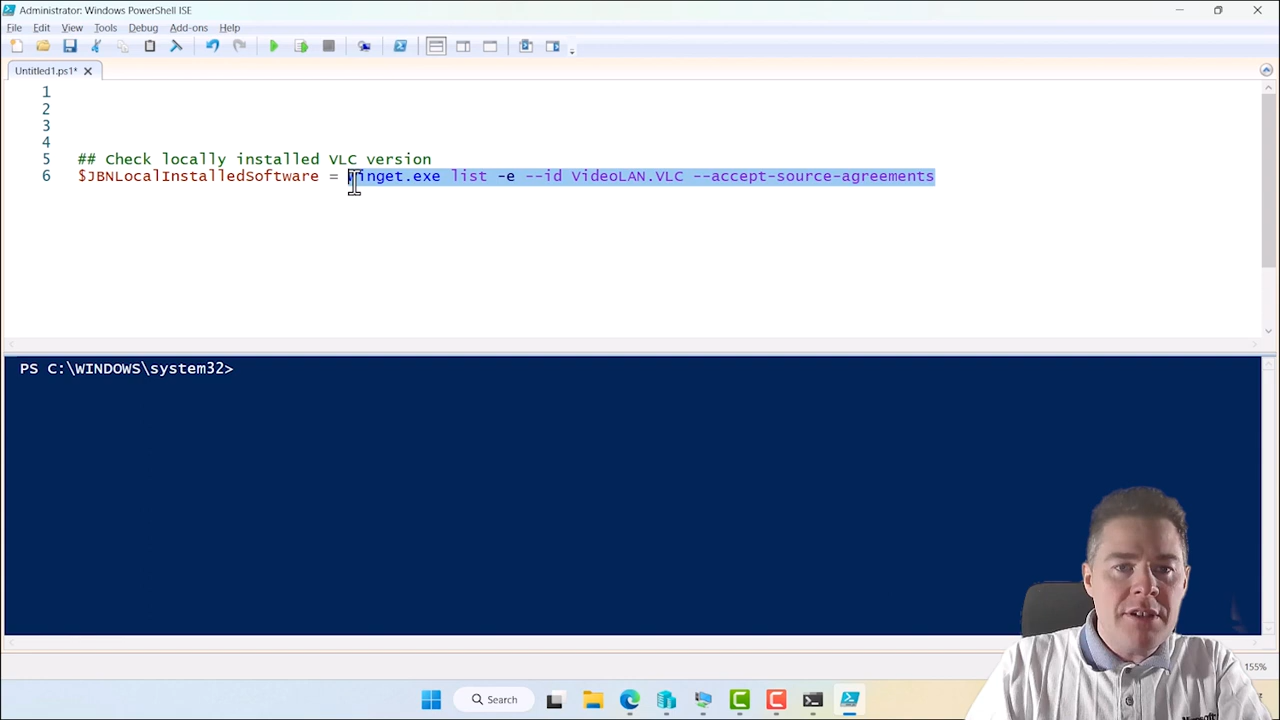 Administrator: Windows PowerShell ISE
File Edit View Tools Debug Add-ons Help
Untitled1.ps1*
1
2
3
4
5 ## Check locally installed VLC version
6 $JBNLocalInstalledSoftware = winget.exe list -e --id VideoLAN.VLC --accept-source-agreements
PS C:\WINDOWS\system32>
155%
Search
Microsoft